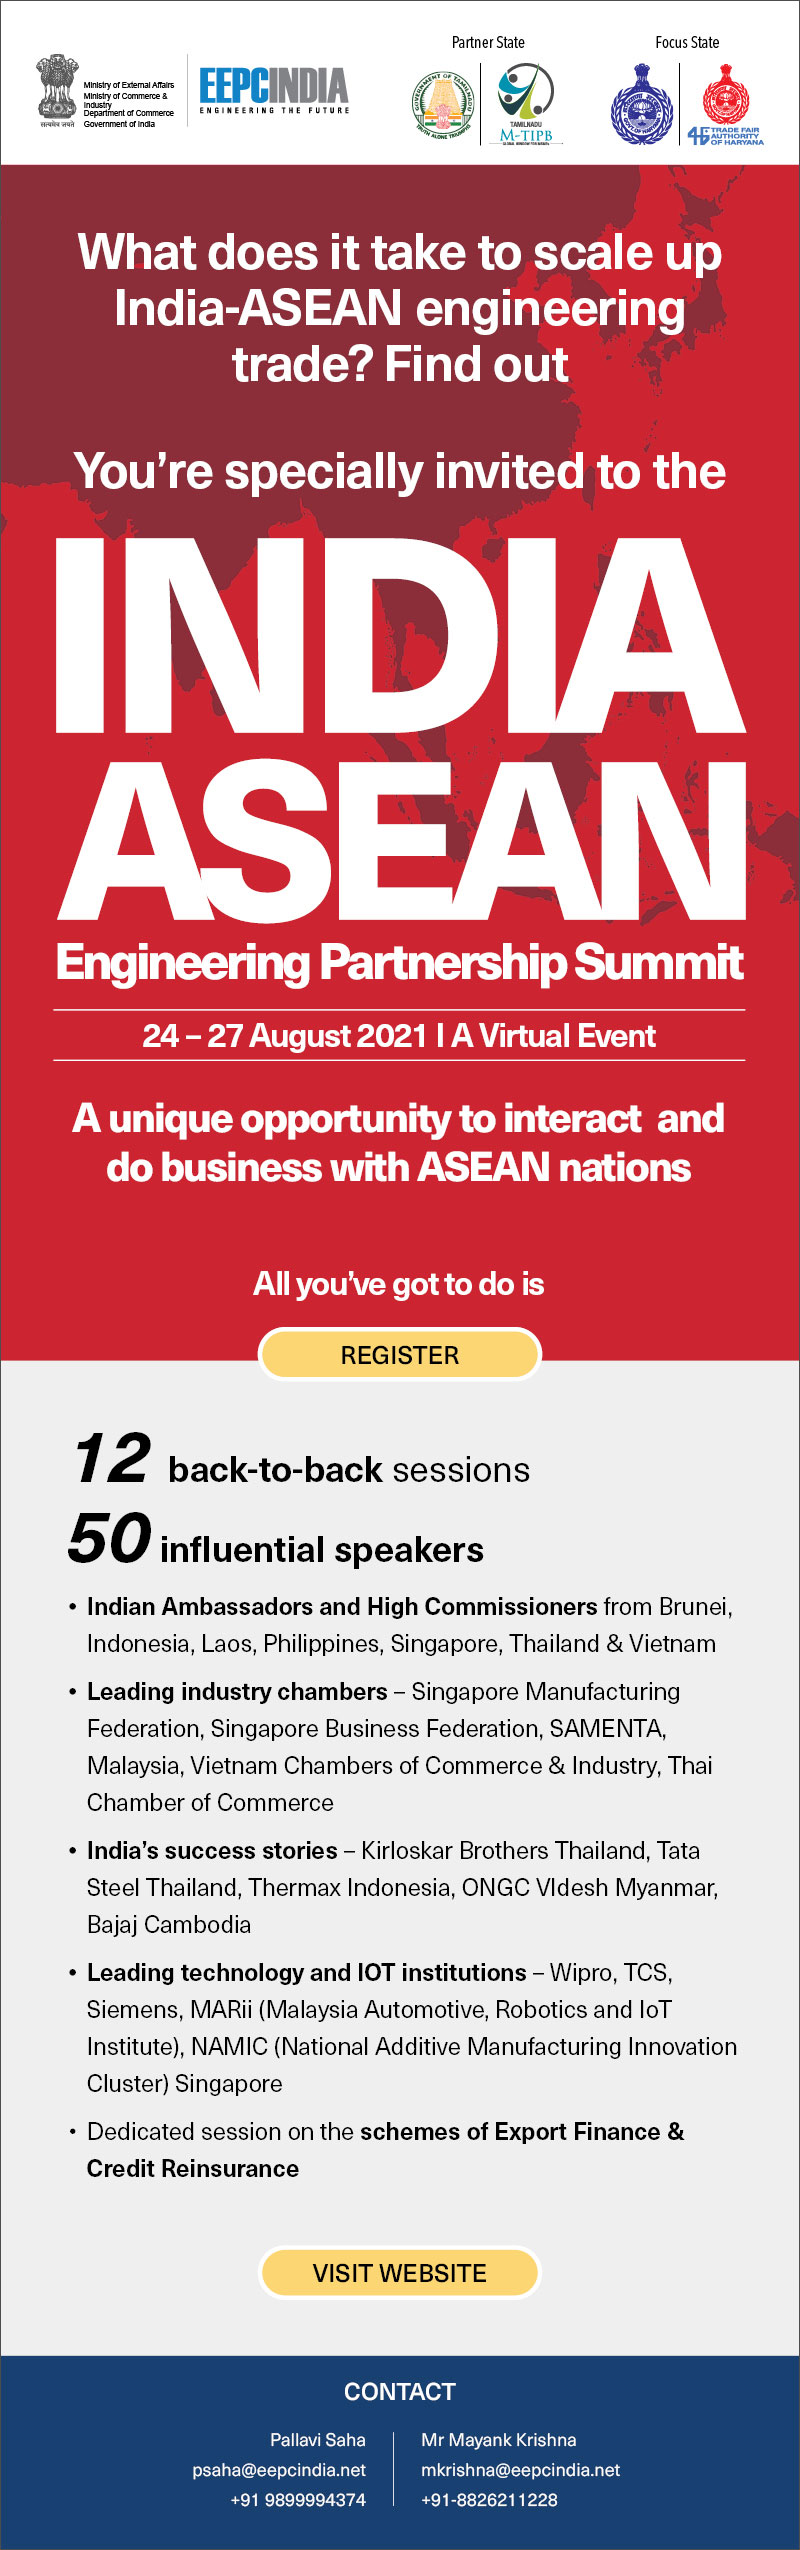 Partner State
Focus State
Ministry of External Affairs
Ministry of Commerce &
Industry
Department of Commerce
Government of India
सत्यमेव जयते
EEPCINDIA
ENGINEERING THE FUTURE
GOVERNMENT OF TAMILNADU
TRUTH ALONE TRIUMPHS
TAMILNADU
M-TIPB
TRADE FAIR
AUTHORITY
OF HARYANA
What does it take to scale up
India-ASEAN engineering
trade? Find out
You're specially invited to the
INDIA
ASEAN
Engineering Partnership Summit
24 – 27 August 2021 I A Virtual Event
A unique opportunity to interact and
do business with ASEAN nations
All you've got to do is
REGISTER
12 back-to-back sessions
50 influential speakers
• Indian Ambassadors and High Commissioners from Brunei,
Indonesia, Laos, Philippines, Singapore, Thailand & Vietnam
• Leading industry chambers – Singapore Manufacturing
Federation, Singapore Business Federation, SAMENTA,
Malaysia, Vietnam Chambers of Commerce & Industry, Thai
Chamber of Commerce
• India's success stories – Kirloskar Brothers Thailand, Tata
Steel Thailand, Thermax Indonesia, ONGC VIdesh Myanmar,
Bajaj Cambodia
• Leading technology and IOT institutions – Wipro, TCS,
Siemens, MARii (Malaysia Automotive, Robotics and IoT
Institute), NAMIC (National Additive Manufacturing Innovation
Cluster) Singapore
• Dedicated session on the schemes of Export Finance &
Credit Reinsurance
VISIT WEBSITE
CONTACT
Pallavi Saha
psaha@eepcindia.net
+91 9899994374
Mr Mayank Krishna
mkrishna@eepcindia.net
+91-8826211228